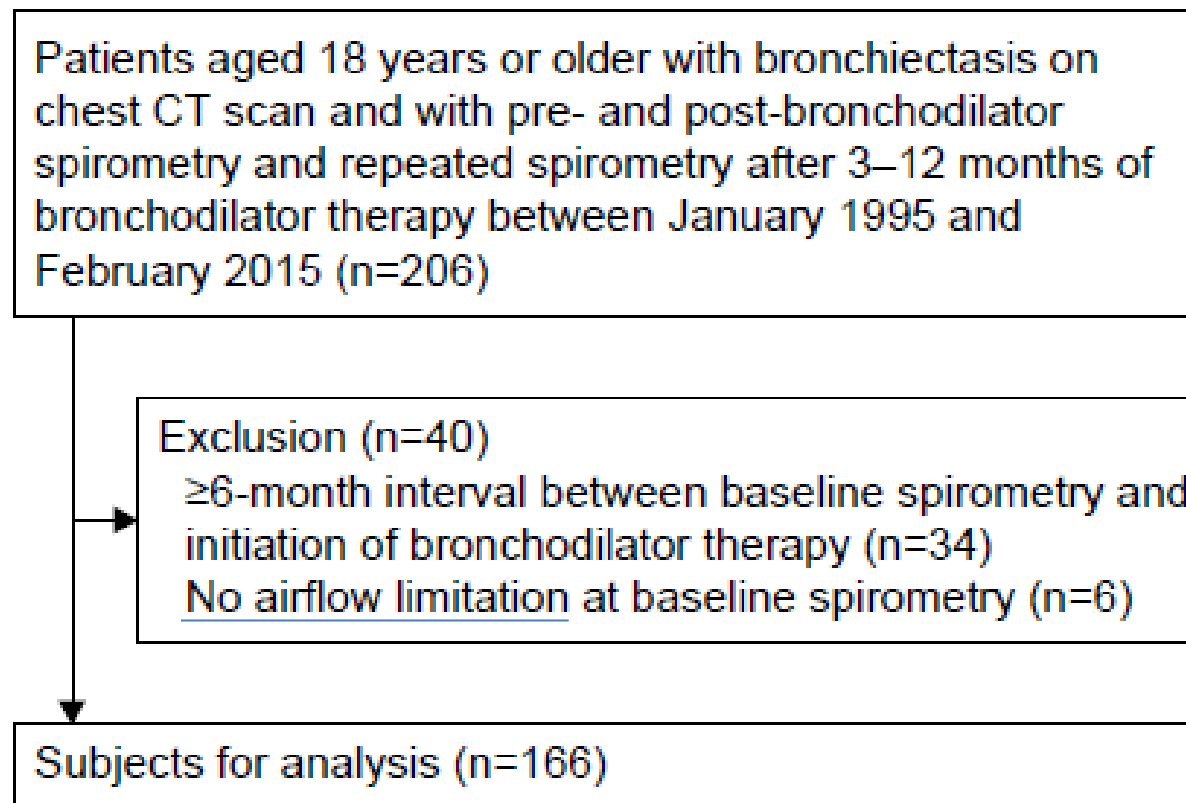 Patients aged 18 years or older with bronchiectasis on
chest CT scan and with pre- and post-bronchodilator
spirometry and repeated spirometry after 3–12 months of
bronchodilator therapy between January 1995 and
February 2015 (n=206)
Exclusion (n=40)
≥6-month interval between baseline spirometry and
initiation of bronchodilator therapy (n=34)
No airflow limitation at baseline spirometry (n=6)
Subjects for analysis (n=166)